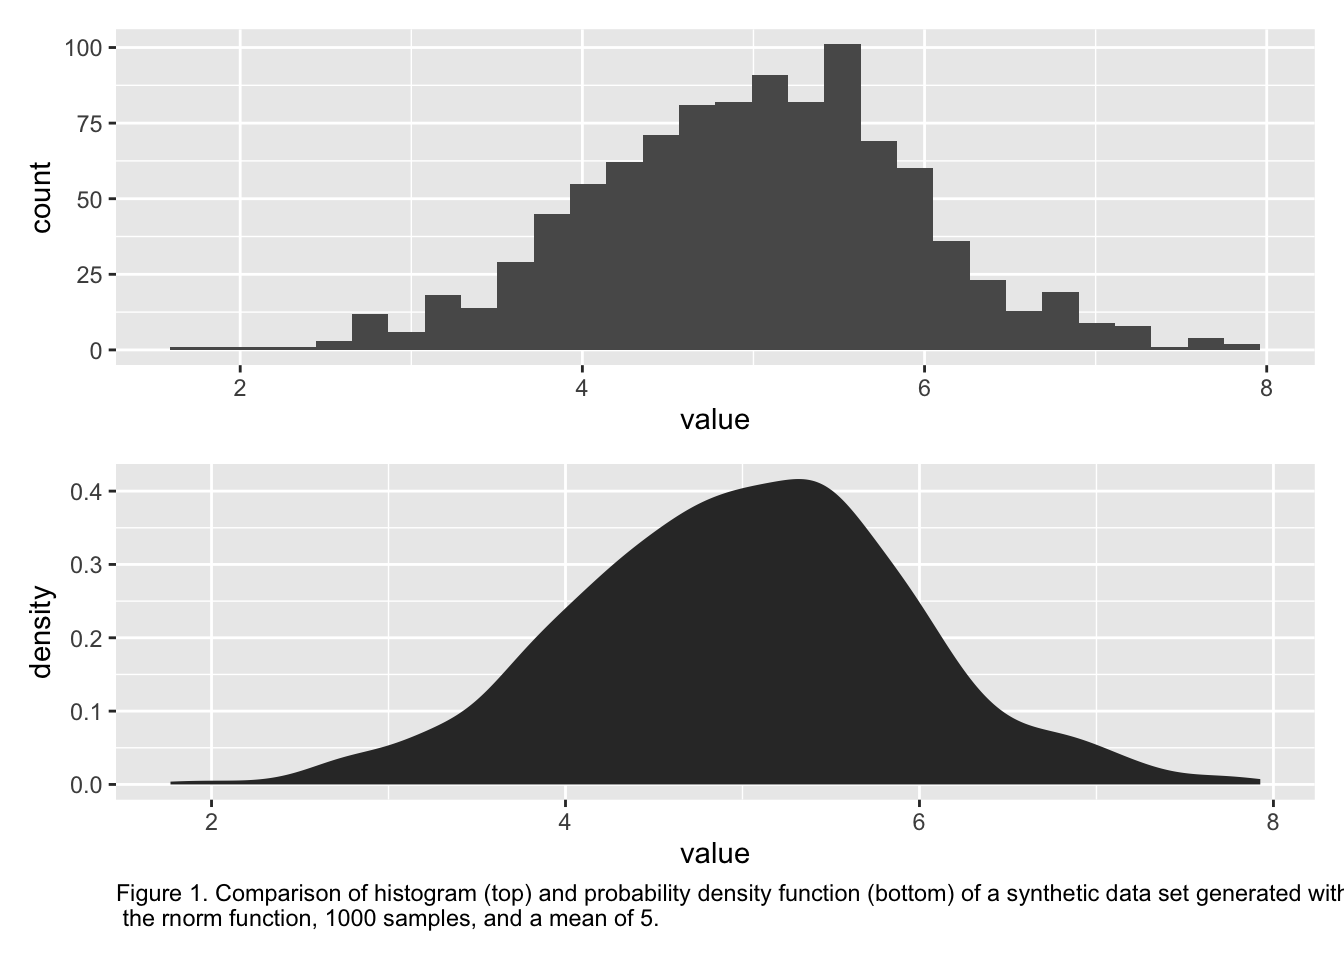 100
75
50
25
0
count
2 4 6 8
value
0.4
0.3
0.2
0.1
0.0
density
2 4 6 8
value
Figure 1. Comparison of histogram (top) and probability density function (bottom) of a synthetic data set generated with
the rnorm function, 1000 samples, and a mean of 5.